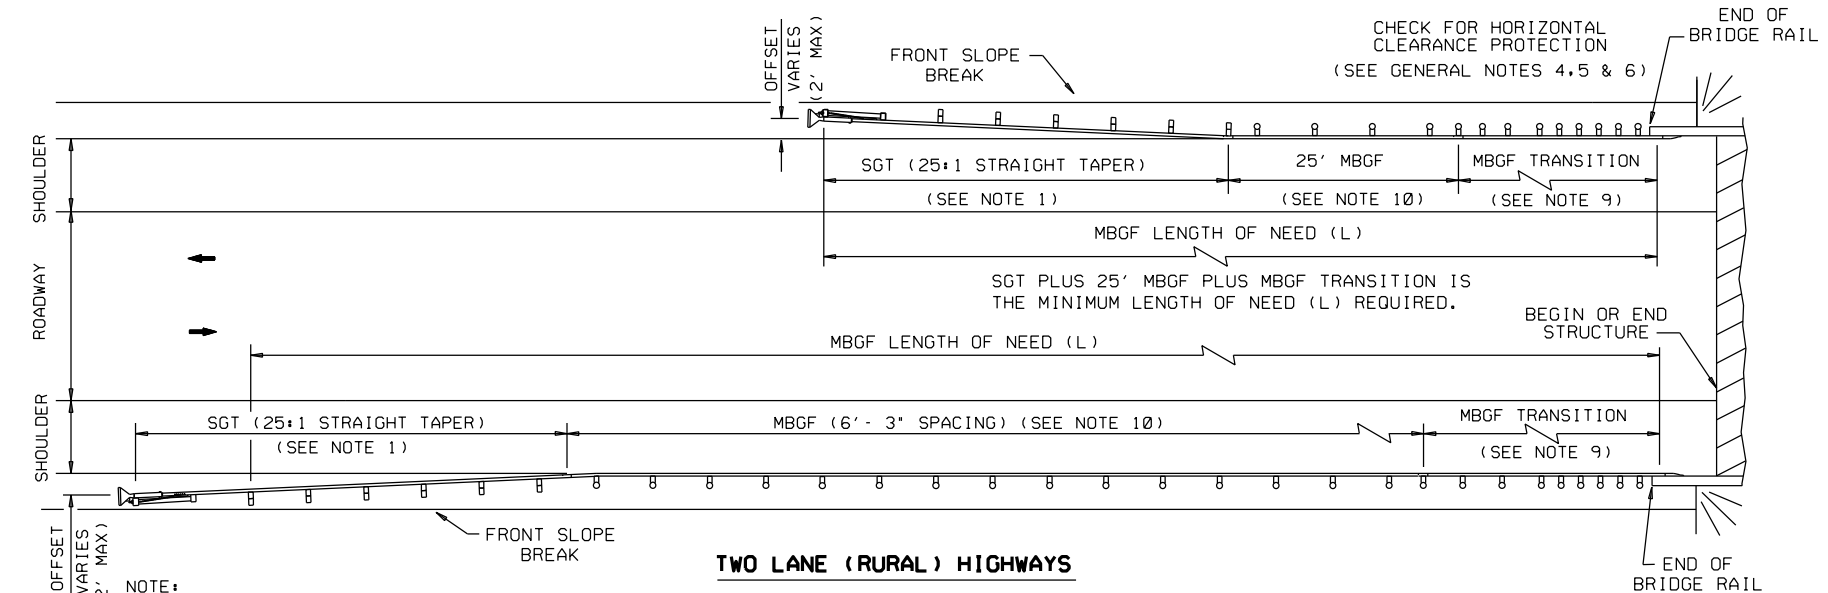 OFFSET
VARIES
(2' MAX)
FRONT SLOPE
BREAK
CHECK FOR HORIZONTAL
CLEARANCE PROTECTION
(SEE GENERAL NOTES 4,5 & 6)
END OF
BRIDGE RAIL
SHOULDER
SGT (25:1 STRAIGHT TAPER)
(SEE NOTE 1)
25' MBGF
(SEE NOTE 10)
MBGF TRANSITION
(SEE NOTE 9)
MBGF LENGTH OF NEED (L)
SGT PLUS 25' MBGF PLUS MBGF TRANSITION IS
THE MINIMUM LENGTH OF NEED (L) REQUIRED.
ROADWAY
BEGIN OR END
STRUCTURE
MBGF LENGTH OF NEED (L)
SHOULDER
SGT (25:1 STRAIGHT TAPER)
(SEE NOTE 1)
MBGF (6'- 3" SPACING) (SEE NOTE 10)
MBGF TRANSITION
(SEE NOTE 9)
OFFSET
VARIES
2' MAX)
FRONT SLOPE
BREAK
TWO LANE (RURAL) HIGHWAYS
END OF
BRIDGE RAIL
NOTE: